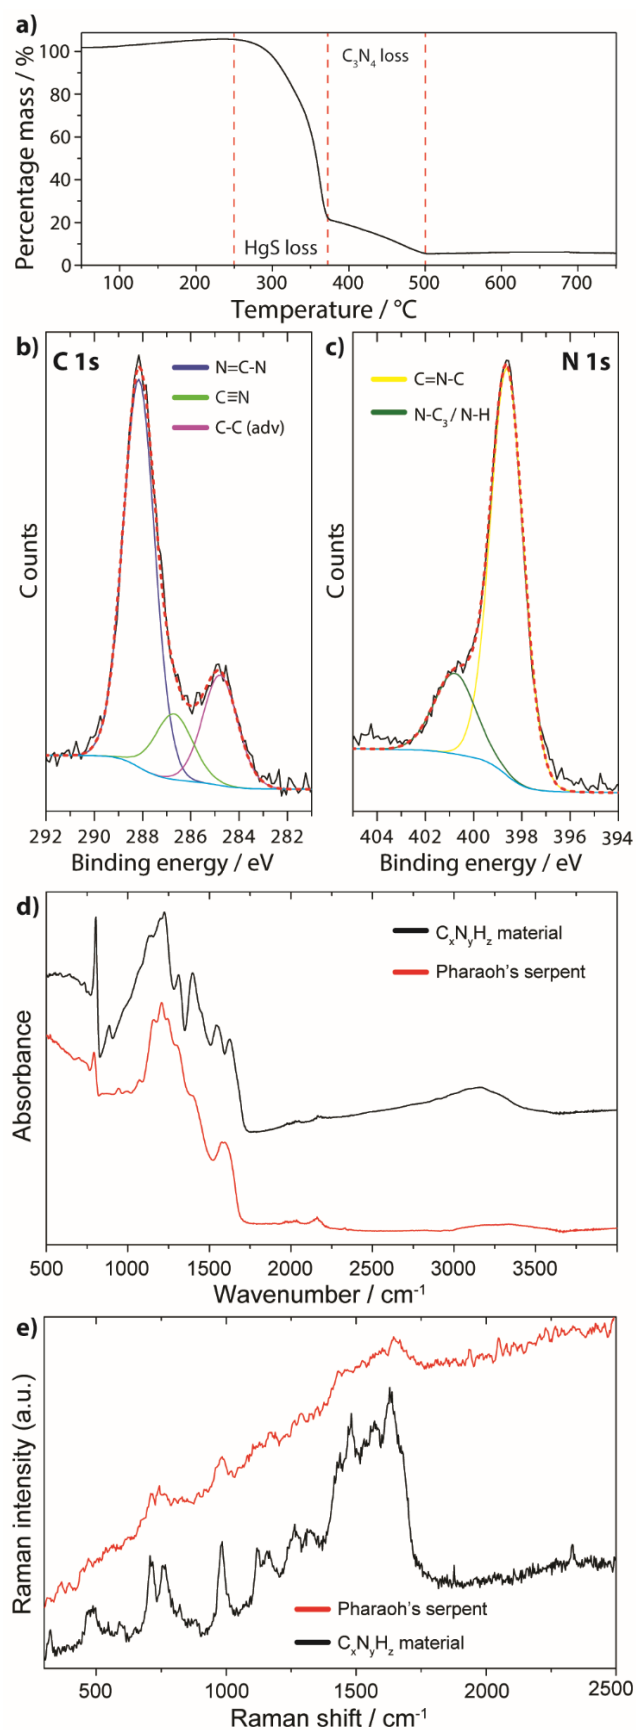 a)
Percentage mass / %
100
80
60
40
20
0
C₃N₄ loss
HgS loss
100 200 300 400 500 600 700
Temperature / °C
b) C 1s
N=C-N
C≡N
C-C (adv)
Counts
292 290 288 286 284 282
Binding energy / eV
c) N 1s
C=N-C
N-C₃ / N-H
Counts
404 402 400 398 396 394
Binding energy / eV
d)
CₓNᵧH_z material
Pharaoh's serpent
Absorbance
500 1000 1500 2000 2500 3000 3500
Wavenumber / cm⁻¹
e)
Raman intensity (a.u.)
Pharaoh's serpent
CₓNᵧH_z material
500 1000 1500 2000 2500
Raman shift / cm⁻¹